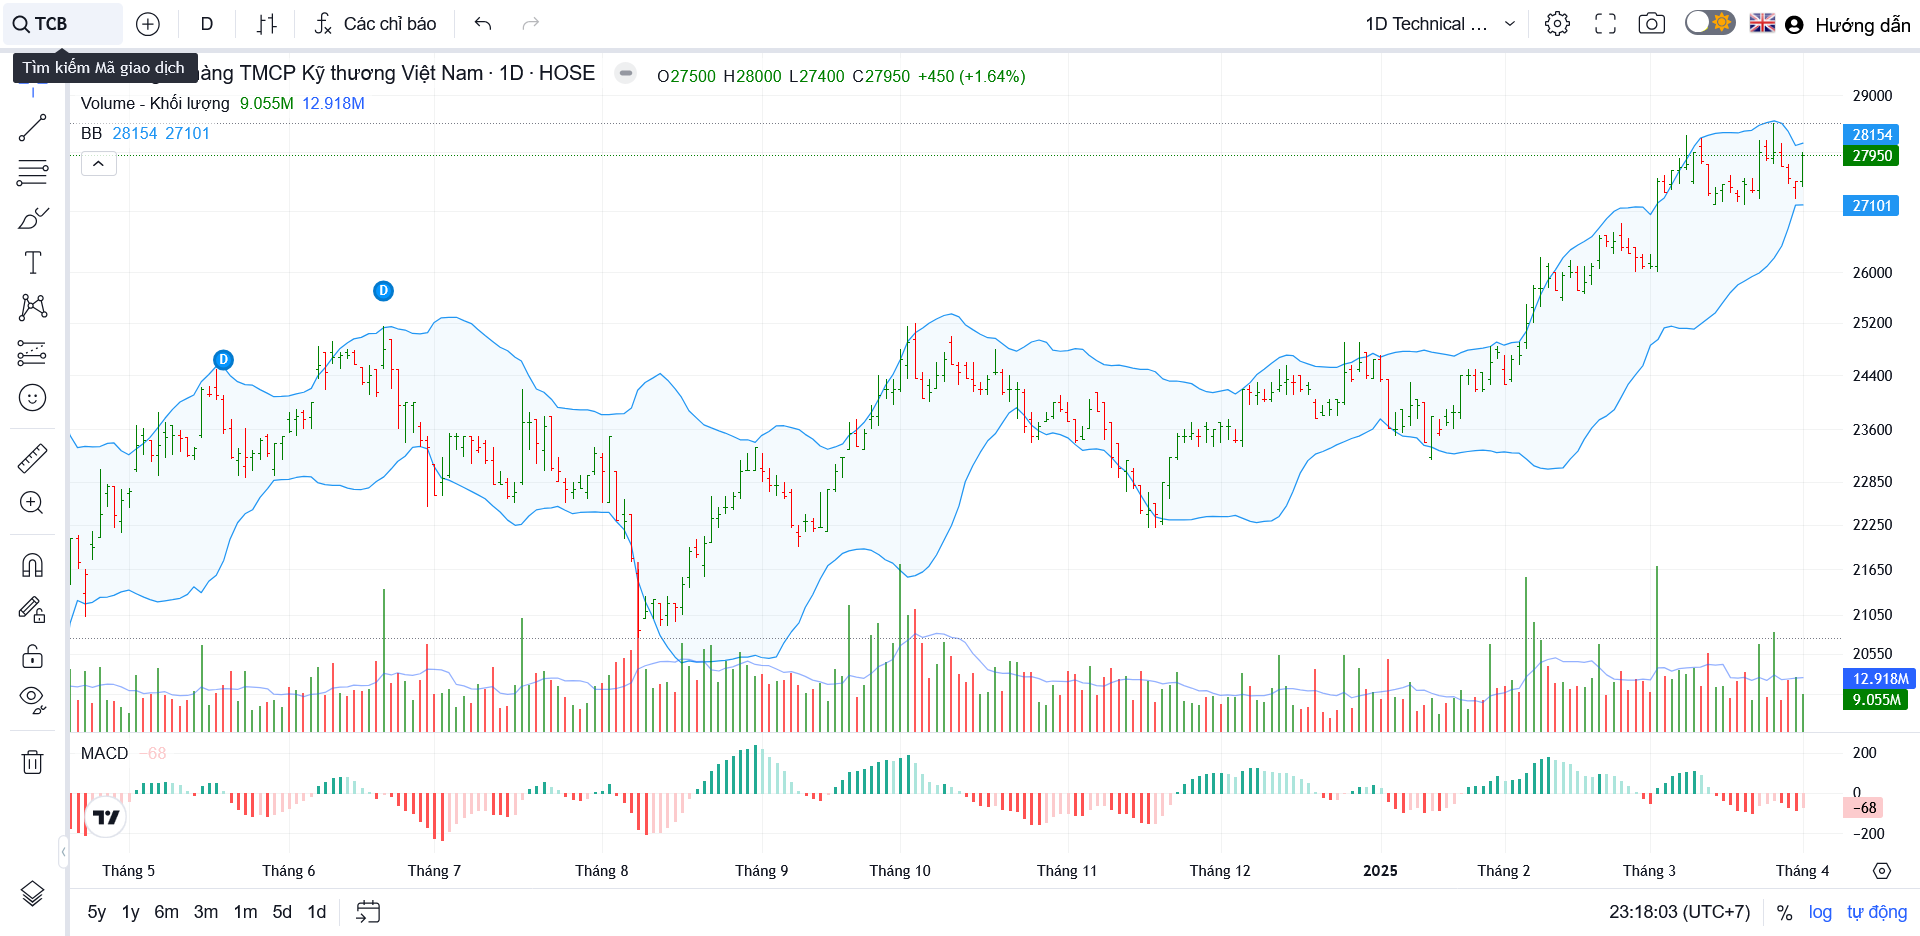 TCB
D
Các chỉ báo
1D Technical ...
Hướng dẫn
Tìm kiếm Mã giao dịch
TMCP Kỹ thương Việt Nam · 1D · HOSE
O27500 H28000 L27400 C27950 +450 (+1.64%)
Volume - Khối lượng 9.055M 12.918M
BB 28154 27101
D
D
29000
28154
27950
27101
26000
25200
24400
23600
22850
22250
21650
21050
20550
12.918M
9.055M
MACD −68
200
0
−68
−200
Tháng 5 Tháng 6 Tháng 7 Tháng 8 Tháng 9 Tháng 10 Tháng 11 Tháng 12 2025 Tháng 2 Tháng 3 Tháng 4
5y 1y 6m 3m 1m 5d 1d
23:18:03 (UTC+7) % log tự động